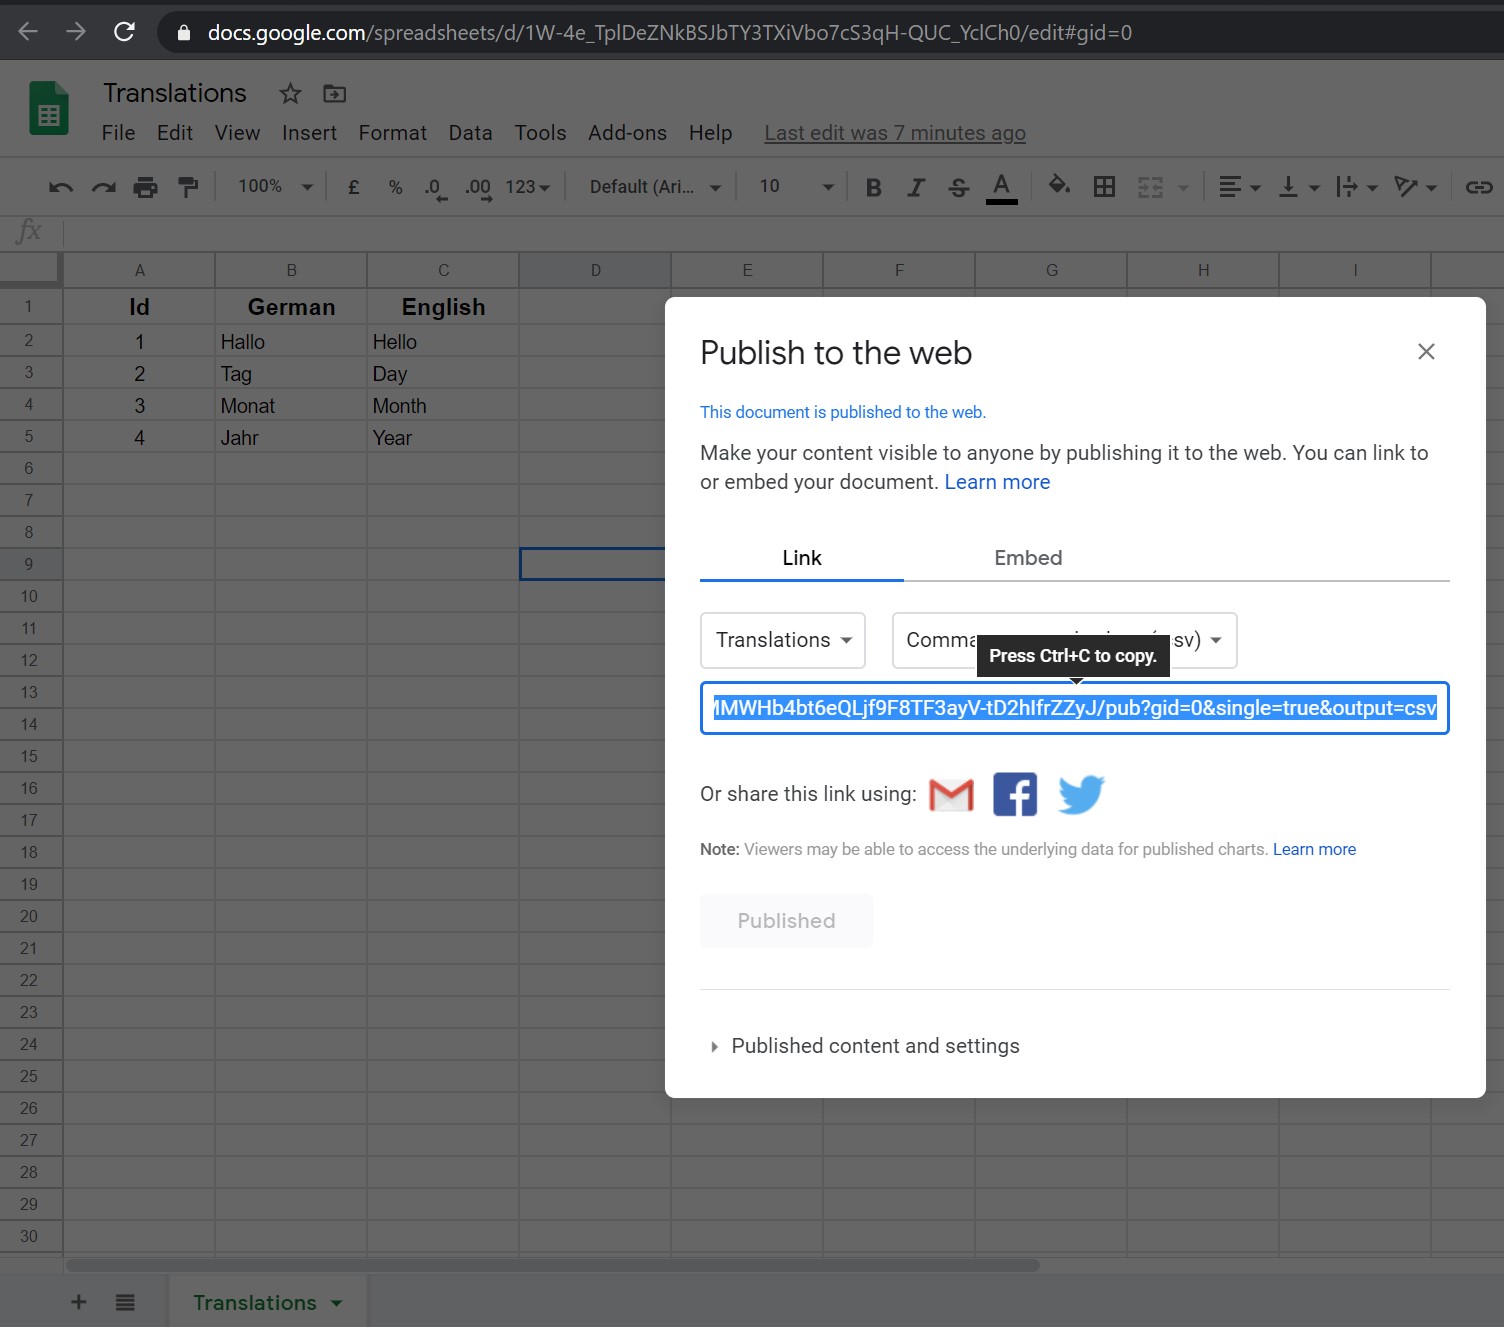 docs.google.com/spreadsheets/d/1W-4e_TplDeZNkBSJbTY3TXiVbo7cS3qH-QUC_YclCh0/edit#gid=0
Translations
File Edit View Insert Format Data Tools Add-ons Help Last edit was 7 minutes ago
100% £ % .0 .00 123 Default (Ari... 10 B I S A
fx
A B C D E F G H I
1 Id German English
2 1 Hallo Hello
3 2 Tag Day
4 3 Monat Month
5 4 Jahr Year
6
7
8
9
10
11
12
13
14
15
16
17
18
19
20
21
22
23
24
25
26
27
28
29
30
Publish to the web
This document is published to the web.
Make your content visible to anyone by publishing it to the web. You can link to
or embed your document. Learn more
Link Embed
Translations
Press Ctrl+C to copy.
MWHb4bt6eQLjf9F8TF3ayV-tD2hIfrZZyJ/pub?gid=0&single=true&output=csv
Or share this link using:
Note: Viewers may be able to access the underlying data for published charts. Learn more
Published
Published content and settings
Translations